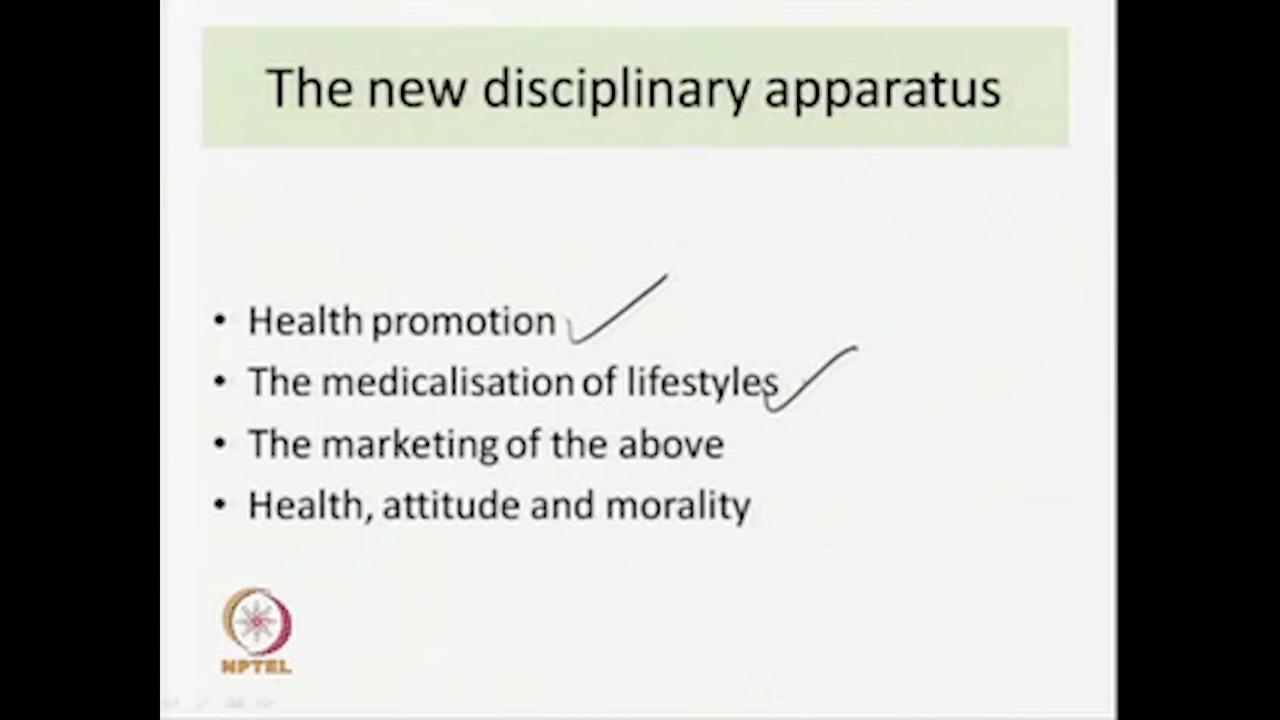 The new disciplinary apparatus
• Health promotion
• The medicalisation of lifestyles
• The marketing of the above
• Health, attitude and morality
NPTEL